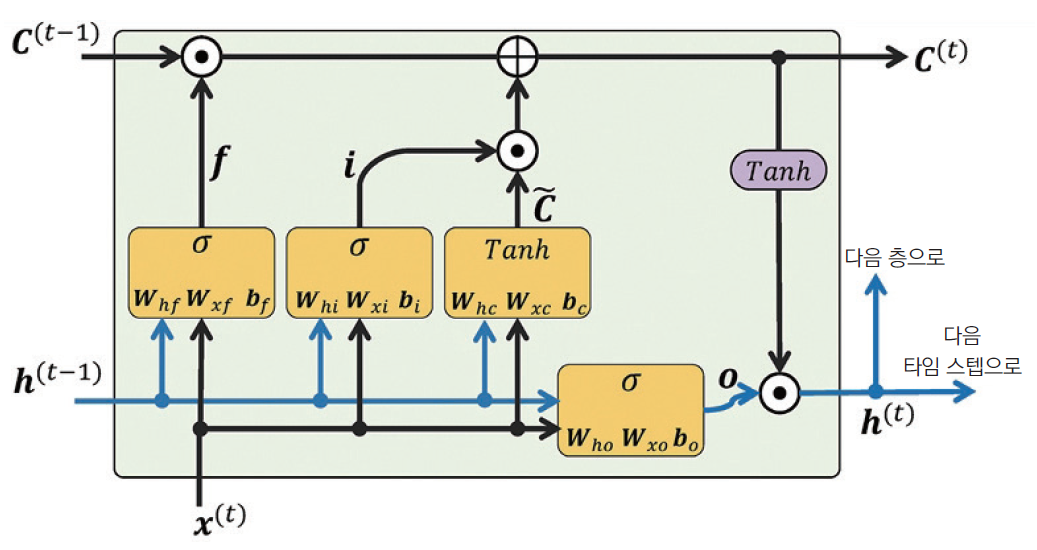 C^(t−1)
C^(t)
f
i
C̃
Tanh
σ
W_hf W_xf b_f
σ
W_hi W_xi b_i
Tanh
W_hc W_xc b_c
다음 층으로
다음
타임 스텝으로
h^(t−1)
σ
W_ho W_xo b_o
o
h^(t)
x^(t)